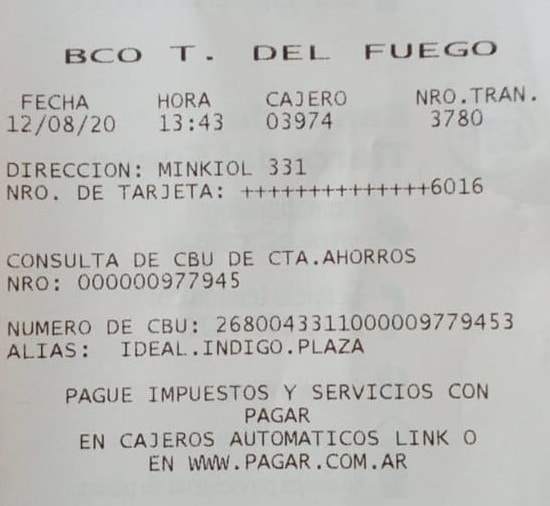 BCO T. DEL FUEGO
FECHA HORA CAJERO NRO.TRAN.
12/08/20 13:43 03974 3780
DIRECCION: MINKIOL 331
NRO. DE TARJETA: ++++++++++++++6016
CONSULTA DE CBU DE CTA.AHORROS
NRO: 000000977945
NUMERO DE CBU: 2680043311000009779453
ALIAS: IDEAL.INDIGO.PLAZA
PAGUE IMPUESTOS Y SERVICIOS CON
PAGAR
EN CAJEROS AUTOMATICOS LINK O
EN WWW.PAGAR.COM.AR